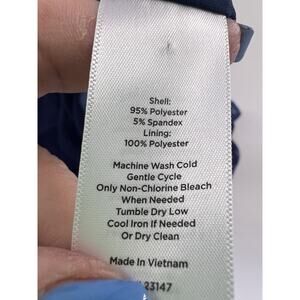 Shell:
95% Polyester
5% Spandex
Lining:
100% Polyester
Machine Wash Cold
Gentle Cycle
Only Non-Chlorine Bleach
When Needed
Tumble Dry Low
Cool Iron If Needed
Or Dry Clean
Made In Vietnam
23147